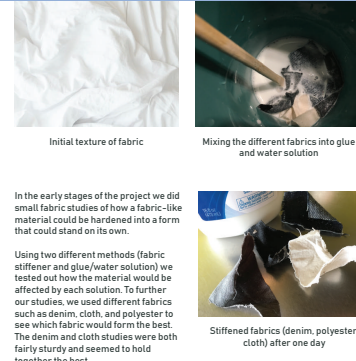 Initial texture of fabric
Mixing the different fabrics into glue
and water solution
In the early stages of the project we did
small fabric studies of how a fabric-like
material could be hardened into a form
that could stand on its own.
Using two different methods (fabric
stiffener and glue/water solution) we
tested out how the material would be
affected by each solution. To further
our studies, we used different fabrics
such as denim, cloth, and polyester to
see which fabric would form the best.
The denim and cloth studies were both
fairly sturdy and seemed to hold
together the best
Stiffened fabrics (denim, polyester
cloth) after one day